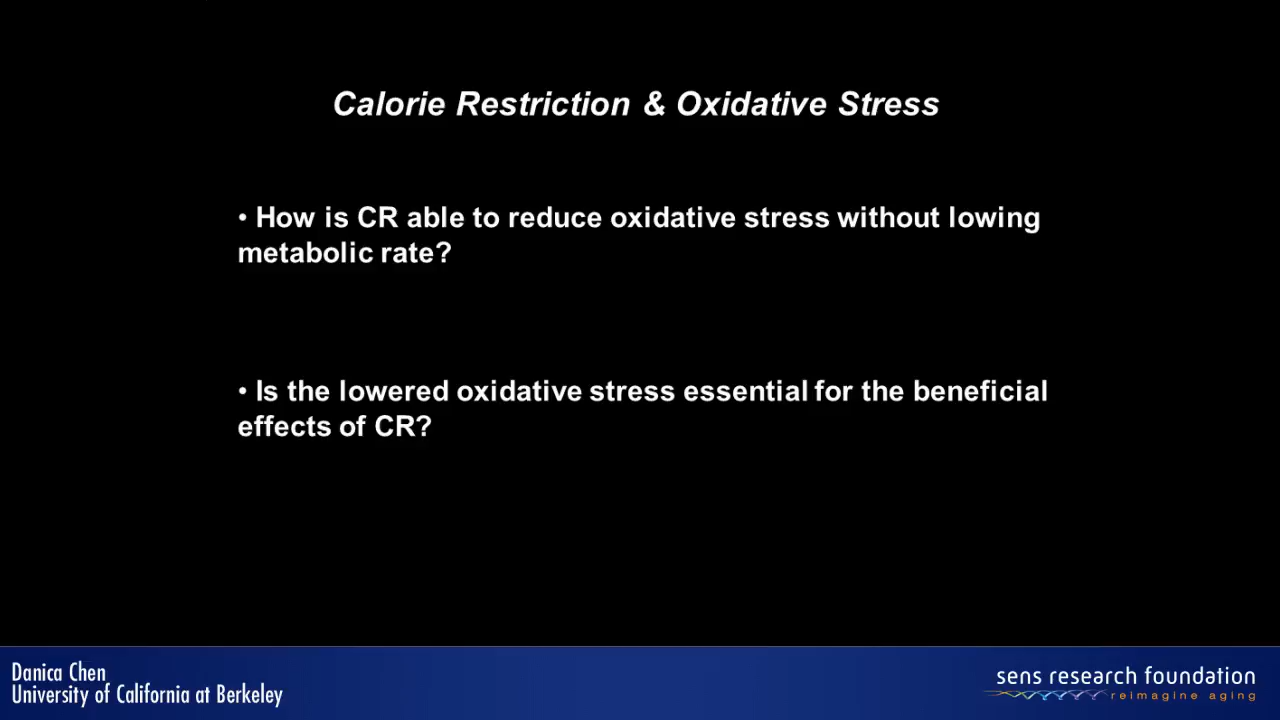 Calorie Restriction & Oxidative Stress
• How is CR able to reduce oxidative stress without lowing
metabolic rate?
• Is the lowered oxidative stress essential for the beneficial
effects of CR?
Danica Chen
University of California at Berkeley
sens research foundation
reimagine aging